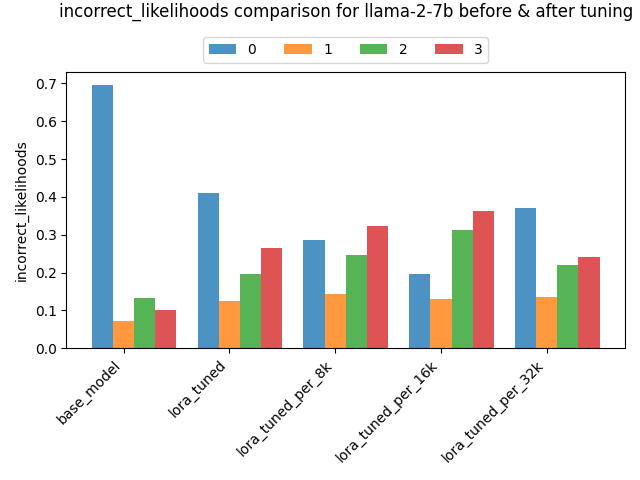 incorrect_likelihoods comparison for llama-2-7b before & after tuning
0 1 2 3
incorrect_likelihoods
0.7
0.6
0.5
0.4
0.3
0.2
0.1
0.0
base_model
lora_tuned
lora_tuned_per_8k
lora_tuned_per_16k
lora_tuned_per_32k